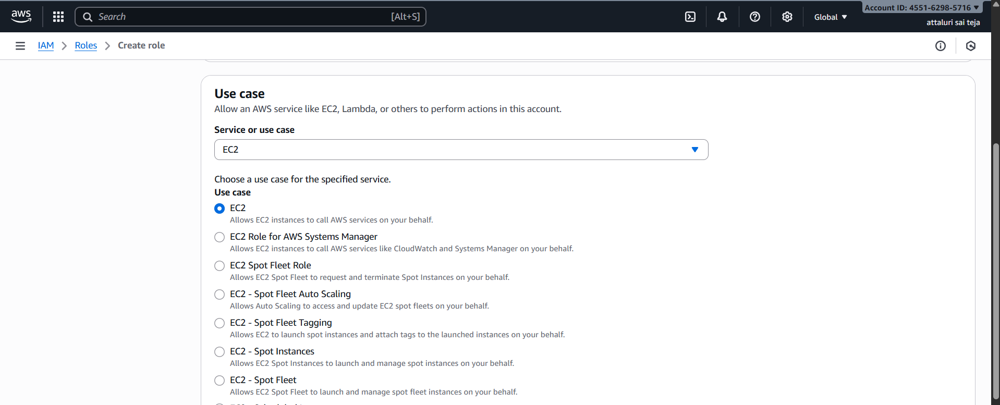 aws
Search
[Alt+S]
Global
Account ID: 4551-6298-5716
attaluri sai teja
IAM
Roles
Create role
Use case
Allow an AWS service like EC2, Lambda, or others to perform actions in this account.
Service or use case
EC2
Choose a use case for the specified service.
Use case
EC2
Allows EC2 instances to call AWS services on your behalf.
EC2 Role for AWS Systems Manager
Allows EC2 instances to call AWS services like CloudWatch and Systems Manager on your behalf.
EC2 Spot Fleet Role
Allows EC2 Spot Fleet to request and terminate Spot Instances on your behalf.
EC2 - Spot Fleet Auto Scaling
Allows Auto Scaling to access and update EC2 spot fleets on your behalf.
EC2 - Spot Fleet Tagging
Allows EC2 to launch spot instances and attach tags to the launched instances on your behalf.
EC2 - Spot Instances
Allows EC2 Spot Instances to launch and manage spot instances on your behalf.
EC2 - Spot Fleet
Allows EC2 Spot Fleet to launch and manage spot fleet instances on your behalf.